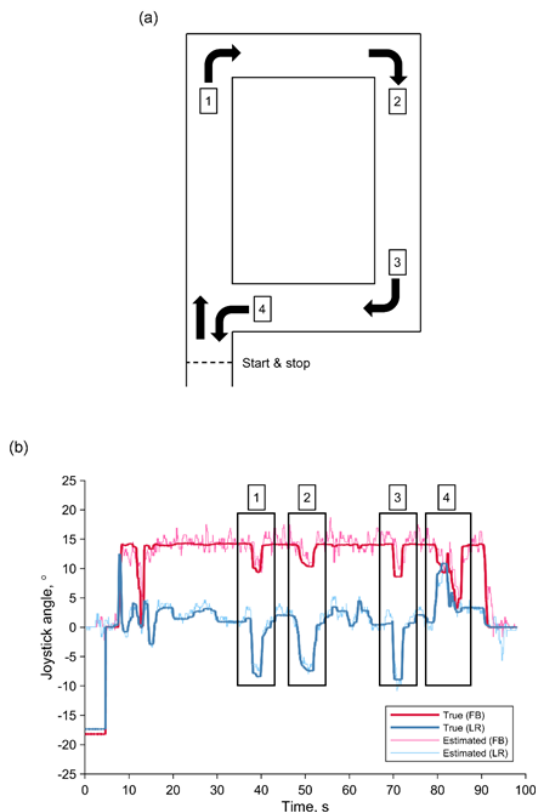 (a)
1
2
3
4
Start & stop
(b)
1 2 3 4
25
20
15
10
5
0
-5
-10
-15
-20
-25
Joystick angle, °
True (FB)
True (LR)
Estimated (FB)
Estimated (LR)
0 10 20 30 40 50 60 70 80 90 100
Time, s